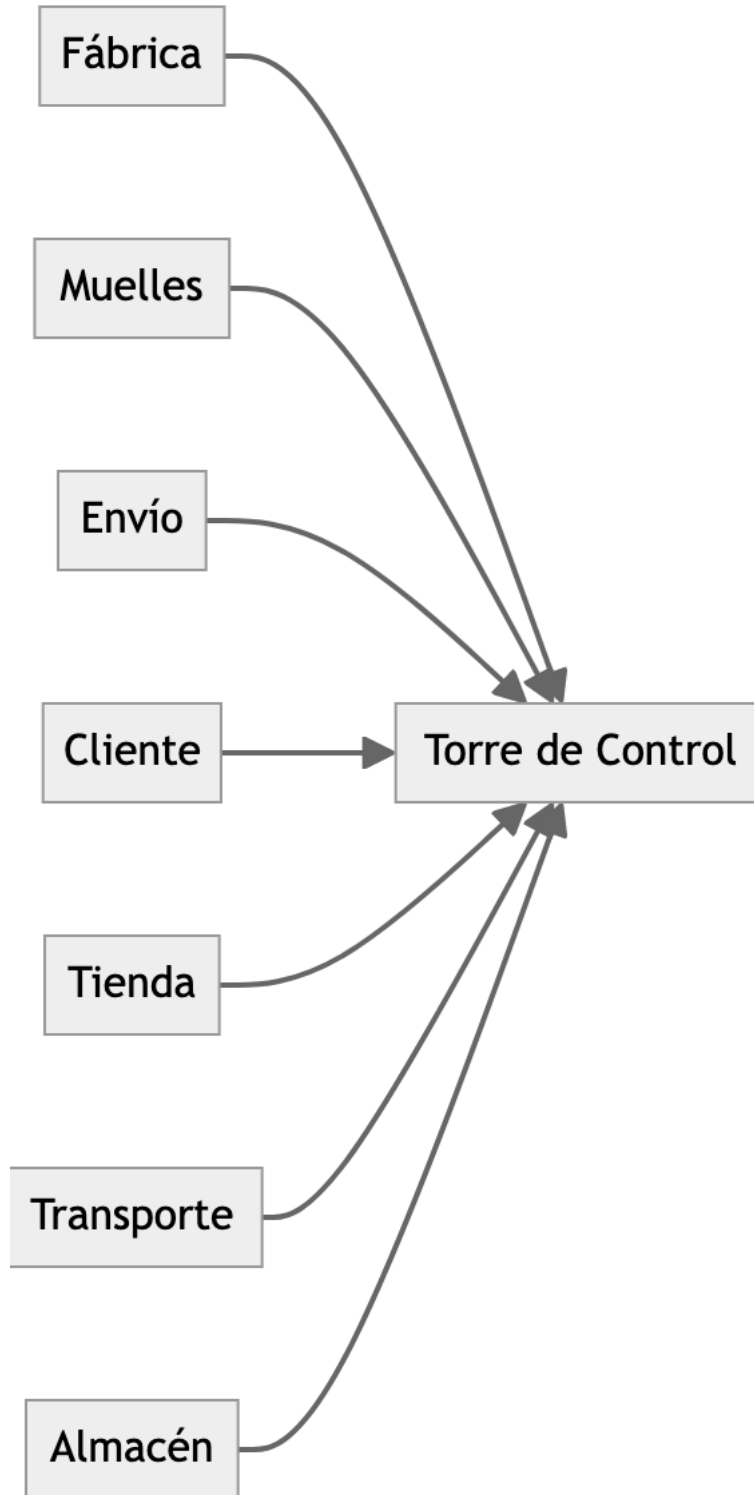 Fábrica
Muelles
Envío
Cliente
Torre de Control
Tienda
Transporte
Almacén